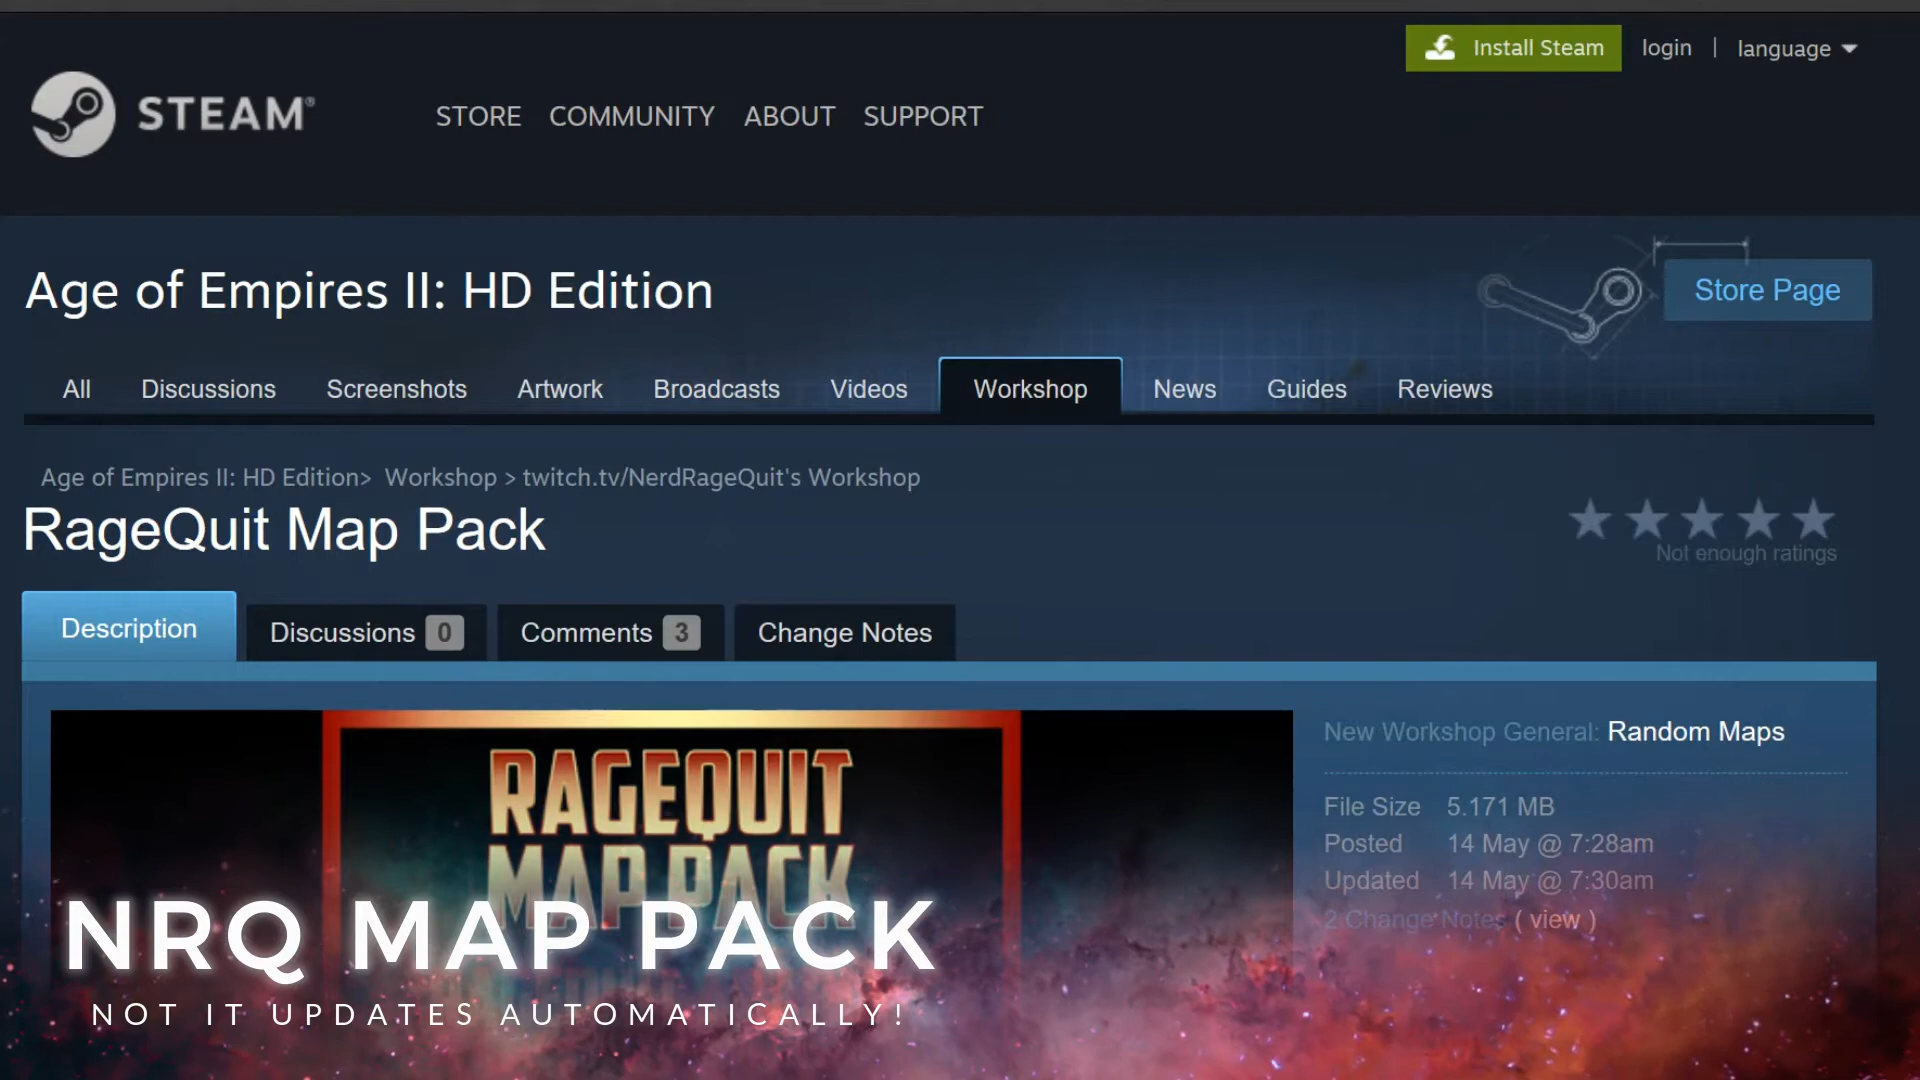 Install Steam login | language
STEAM®
STORE COMMUNITY ABOUT SUPPORT
Age of Empires II: HD Edition
Store Page
All Discussions Screenshots Artwork Broadcasts Videos Workshop News Guides Reviews
Age of Empires II: HD Edition> Workshop > twitch.tv/NerdRageQuit's Workshop
RageQuit Map Pack
Not enough ratings
Description Discussions 0 Comments 3 Change Notes
New Workshop General: Random Maps
RAGEQUIT
MAP PACK
File Size 5.171 MB
Posted 14 May @ 7:28am
Updated 14 May @ 7:30am
2 Change Notes ( view )
NRQ MAP PACK
NOT IT UPDATES AUTOMATICALLY!